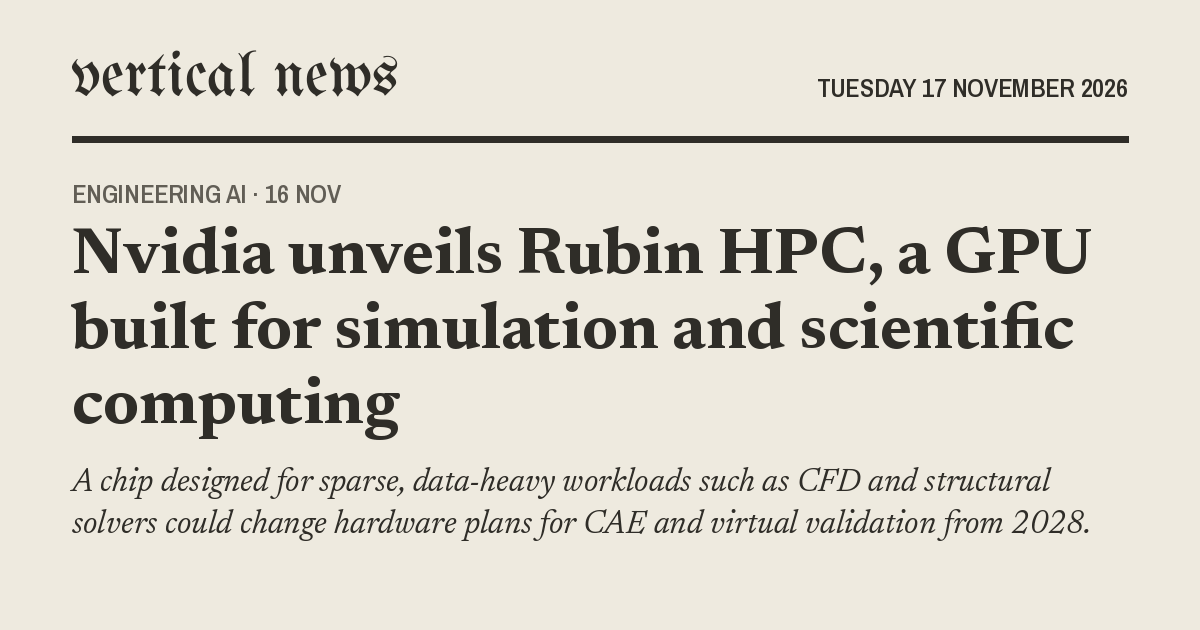 vertical news
TUESDAY 17 NOVEMBER 2026
ENGINEERING AI · 16 NOV
Nvidia unveils Rubin HPC, a GPU
built for simulation and scientific
computing
A chip designed for sparse, data-heavy workloads such as CFD and structural
solvers could change hardware plans for CAE and virtual validation from 2028.